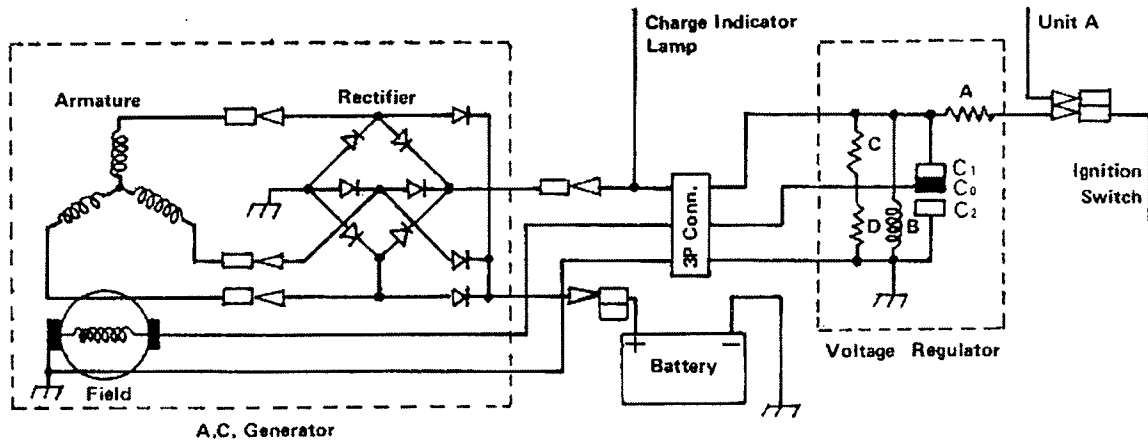 Charge Indicator
Lamp
Unit A
Armature
Rectifier
A
C
C1
C0
C2
D
B
Ignition
Switch
3P Conn.
+
−
Battery
Voltage Regulator
Field
A,C, Generator